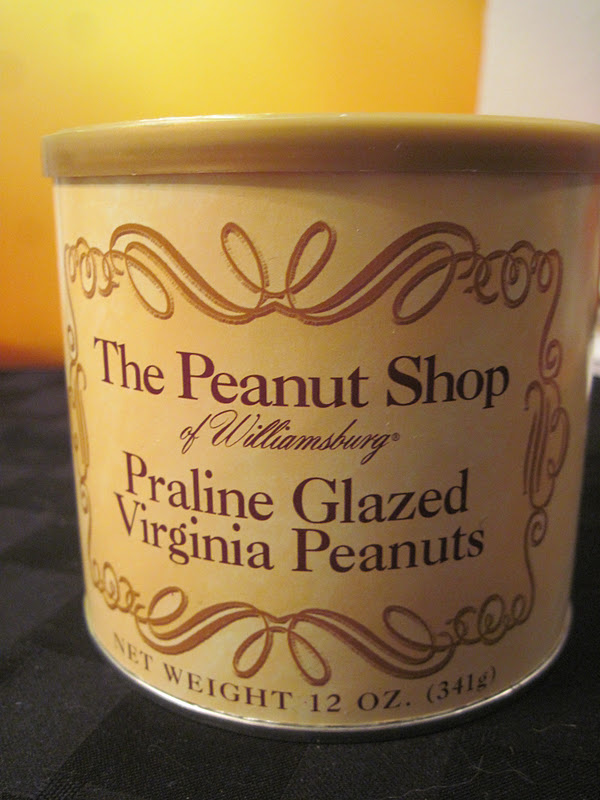 The Peanut Shop
of Williamsburg®
Praline Glazed
Virginia Peanuts
NET WEIGHT 12 OZ. (341g)